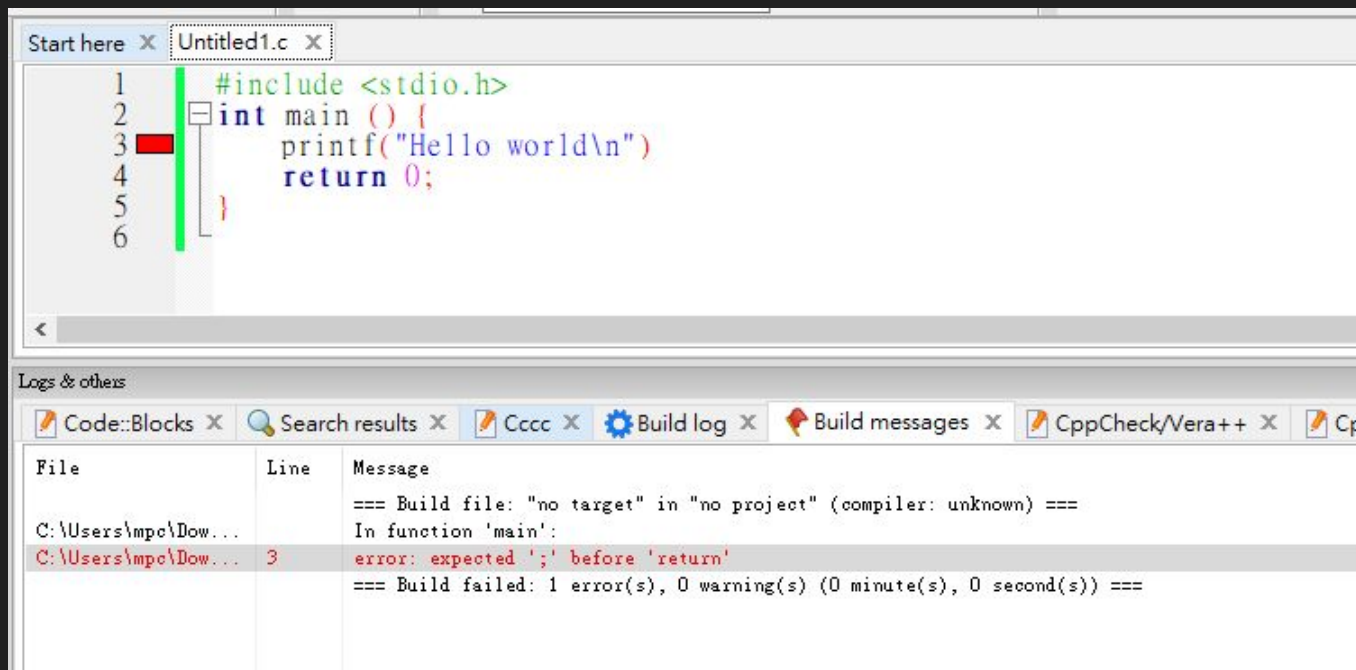 Start here X Untitled1.c X
1 #include <stdio.h>
2 int main () {
3 printf("Hello world\n")
4 return 0;
5 }
6
Logs & others
Code::Blocks X Search results X Cccc X Build log X Build messages X CppCheck/Vera++ X Cp
File Line Message
=== Build file: "no target" in "no project" (compiler: unknown) ===
C:\Users\mpc\Dow... In function 'main':
C:\Users\mpc\Dow... 3 error: expected ';' before 'return'
=== Build failed: 1 error(s), 0 warning(s) (0 minute(s), 0 second(s)) ===